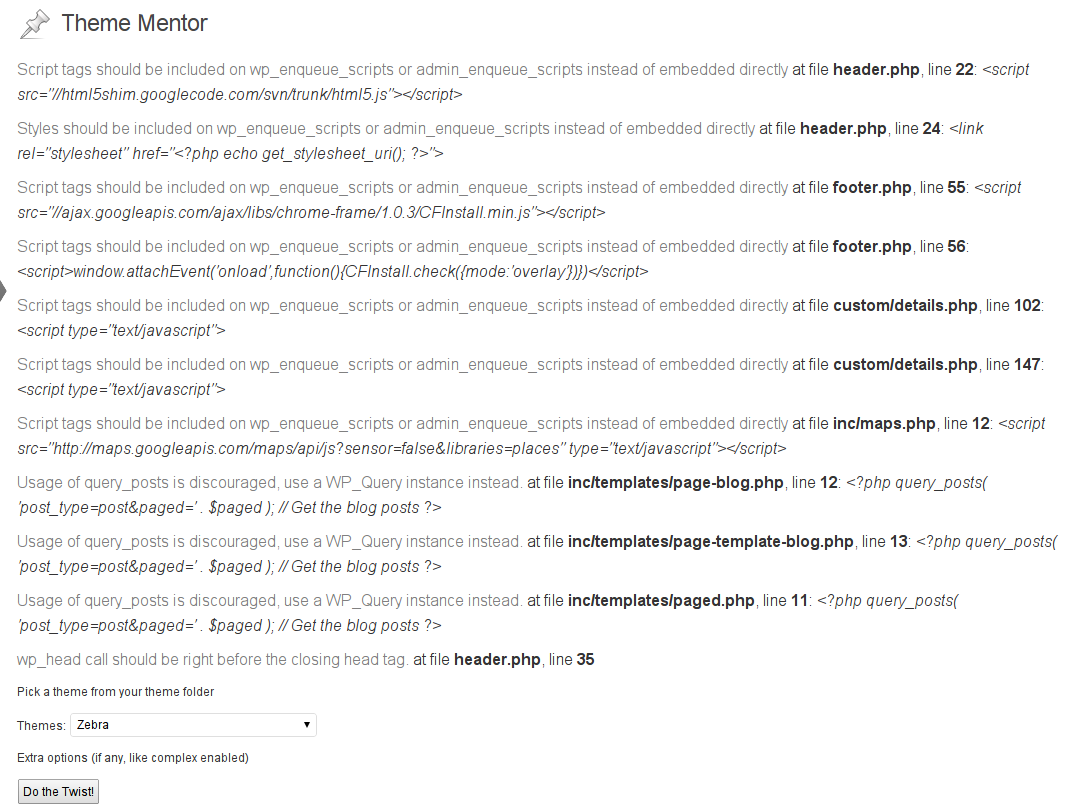 Theme Mentor
Script tags should be included on wp_enqueue_scripts or admin_enqueue_scripts instead of embedded directly at file header.php, line 22: <script
src="//html5shim.googlecode.com/svn/trunk/html5.js"></script>
Styles should be included on wp_enqueue_scripts or admin_enqueue_scripts instead of embedded directly at file header.php, line 24: <link
rel="stylesheet" href="<?php echo get_stylesheet_uri(); ?>">
Script tags should be included on wp_enqueue_scripts or admin_enqueue_scripts instead of embedded directly at file footer.php, line 55: <script
src="//ajax.googleapis.com/ajax/libs/chrome-frame/1.0.3/CFInstall.min.js"></script>
Script tags should be included on wp_enqueue_scripts or admin_enqueue_scripts instead of embedded directly at file footer.php, line 56:
<script>window.attachEvent('onload',function(){CFInstall.check({mode:'overlay'})})</script>
Script tags should be included on wp_enqueue_scripts or admin_enqueue_scripts instead of embedded directly at file custom/details.php, line 102:
<script type="text/javascript">
Script tags should be included on wp_enqueue_scripts or admin_enqueue_scripts instead of embedded directly at file custom/details.php, line 147:
<script type="text/javascript">
Script tags should be included on wp_enqueue_scripts or admin_enqueue_scripts instead of embedded directly at file inc/maps.php, line 12: <script
src="http://maps.googleapis.com/maps/api/js?sensor=false&libraries=places" type="text/javascript"></script>
Usage of query_posts is discouraged, use a WP_Query instance instead. at file inc/templates/page-blog.php, line 12: <?php query_posts(
'post_type=post&paged=' . $paged ); // Get the blog posts ?>
Usage of query_posts is discouraged, use a WP_Query instance instead. at file inc/templates/page-template-blog.php, line 13: <?php query_posts(
'post_type=post&paged=' . $paged ); // Get the blog posts ?>
Usage of query_posts is discouraged, use a WP_Query instance instead. at file inc/templates/paged.php, line 11: <?php query_posts(
'post_type=post&paged=' . $paged ); // Get the blog posts ?>
wp_head call should be right before the closing head tag. at file header.php, line 35
Pick a theme from your theme folder
Themes: Zebra
Extra options (if any, like complex enabled)
Do the Twist!